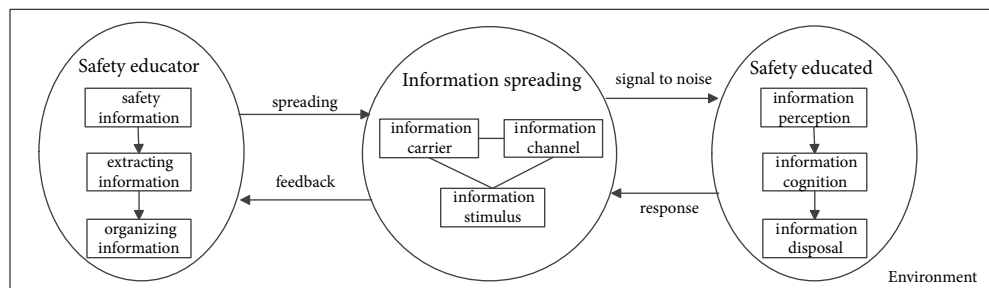 Safety educator
safety
information
extracting
information
organizing
information
spreading
feedback
Information spreading
information
carrier
information
channel
information
stimulus
signal to noise
response
Safety educated
information
perception
information
cognition
information
disposal
Environment